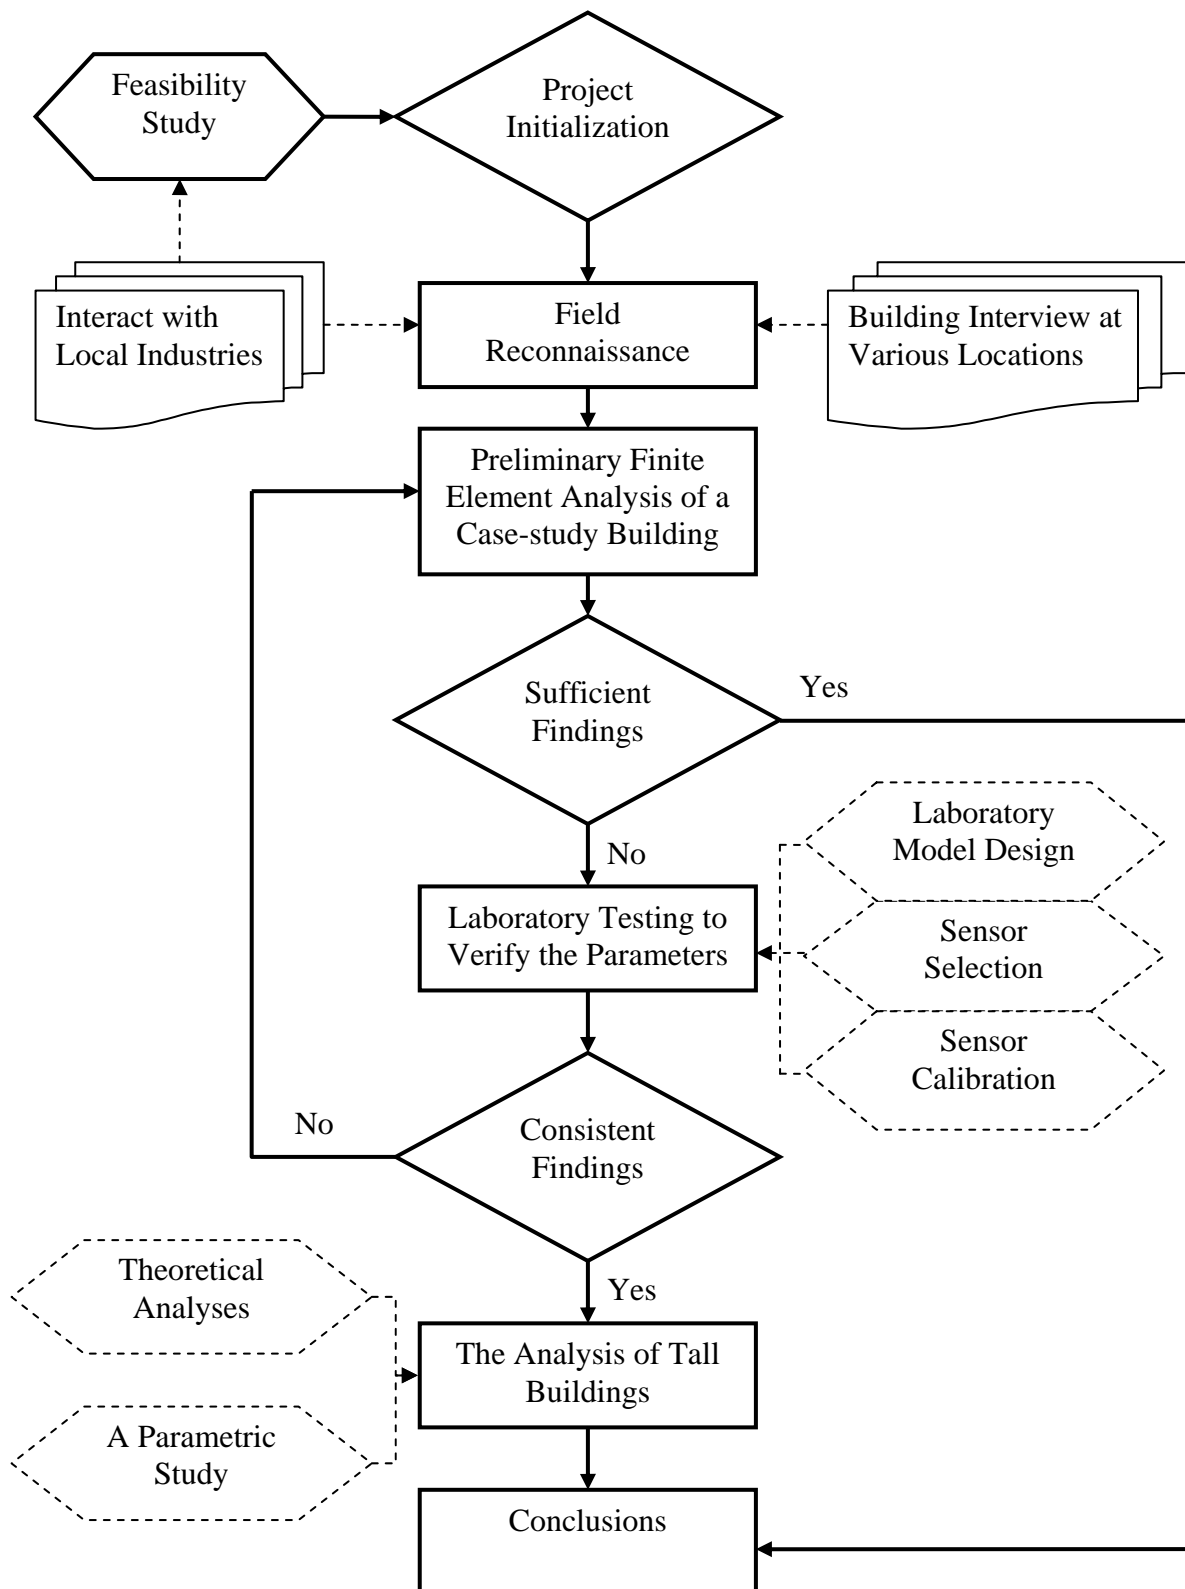 Feasibility
Study
Project
Initialization
Interact with
Local Industries
Field
Reconnaissance
Building Interview at
Various Locations
Preliminary Finite
Element Analysis of a
Case-study Building
Sufficient
Findings
Yes
No
Laboratory
Model Design
Laboratory Testing to
Verify the Parameters
Sensor
Selection
Sensor
Calibration
No
Consistent
Findings
Yes
Theoretical
Analyses
The Analysis of Tall
Buildings
A Parametric
Study
Conclusions